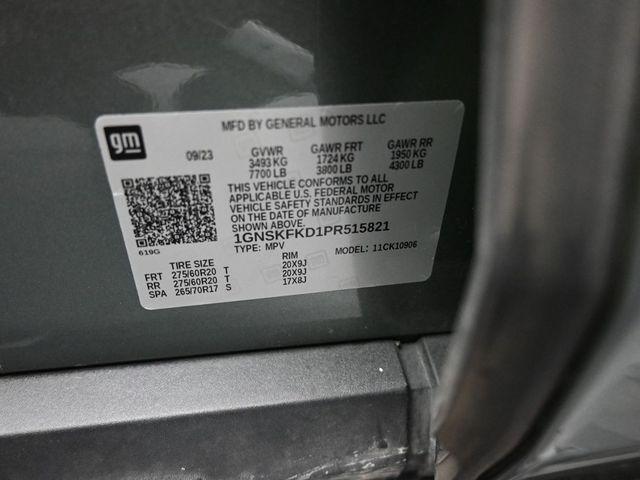 gm
MFD BY GENERAL MOTORS LLC
09/23 GVWR GAWR FRT GAWR RR
3493 KG 1724 KG 1950 KG
7700 LB 3800 LB 4300 LB
THIS VEHICLE CONFORMS TO ALL
APPLICABLE U.S. FEDERAL MOTOR
VEHICLE SAFETY STANDARDS IN EFFECT
ON THE DATE OF MANUFACTURE
1GNSKFKD1PR515821
619G TYPE: MPV MODEL: 11CK10906
TIRE SIZE RIM
FRT 275/60R20 T 20X9J
RR 275/60R20 T 20X9J
SPA 265/70R17 S 17X8J